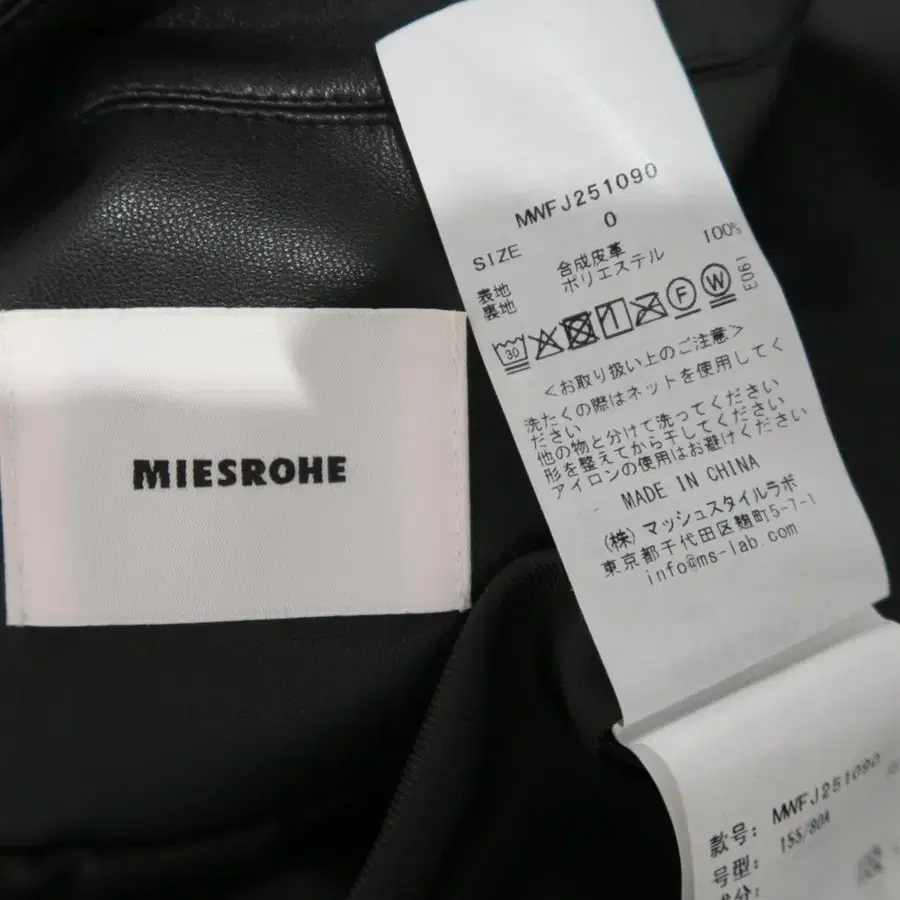 MIESROHE
MWFJ251090
SIZE 0
表地 合成皮革
裏地 ポリエステル 100%
30 F W E061
<お取り扱い上のご注意>
洗たくの際はネットを使用してく
ださい
他の物と分けて洗ってください
形を整えてから干してください
アイロンの使用はお避けください
MADE IN CHINA
(株)マッシュスタイルラボ
東京都千代田区麹町5-7-1
info@ms-lab.com
款号: MWFJ251090
号型: 155/80A